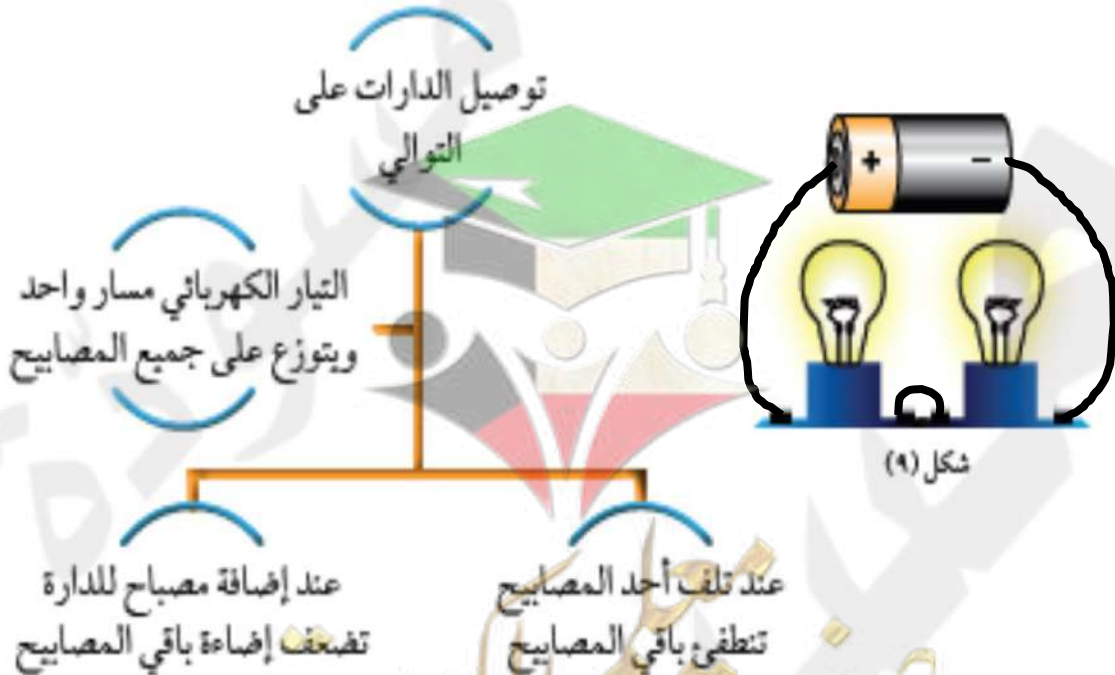 توصيل الدارات على
التوالي
+ −
شكل (٩)
التيار الكهربائي مسار واحد
ويتوزع على جميع المصابيح
عند تلف أحد المصابيح
تنطفئ باقي المصابيح
عند إضافة مصباح للدارة
تضعف إضاءة باقي المصابيح